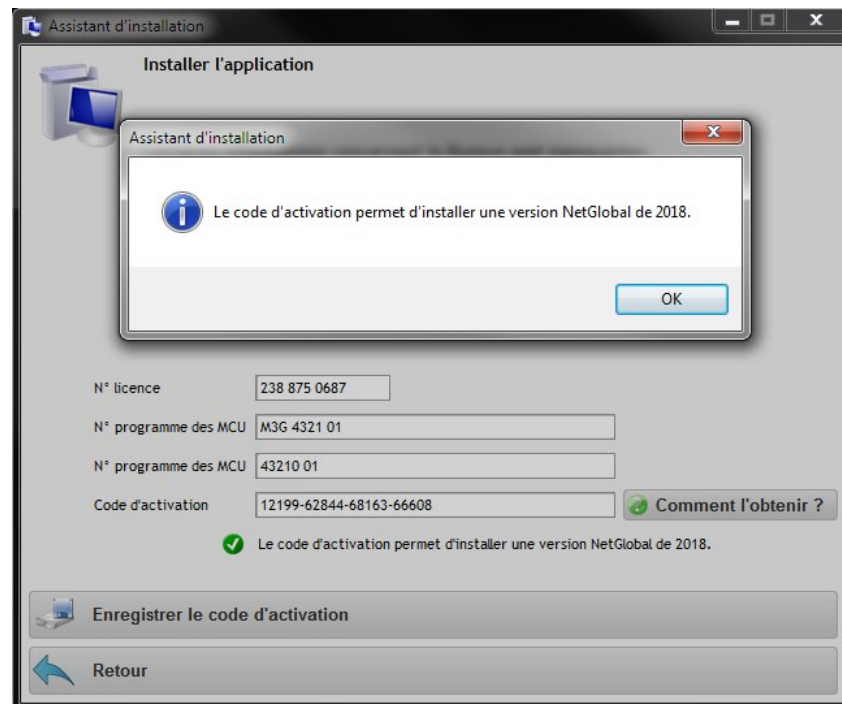 Assistant d'installation
Installer l'application
Assistant d'installation
Le code d'activation permet d'installer une version NetGlobal de 2018.
OK
N° licence
238 875 0687
N° programme des MCU
M3G 4321 01
N° programme des MCU
43210 01
Code d'activation
12199-62844-68163-66608
Comment l'obtenir ?
Le code d'activation permet d'installer une version NetGlobal de 2018.
Enregistrer le code d'activation
Retour